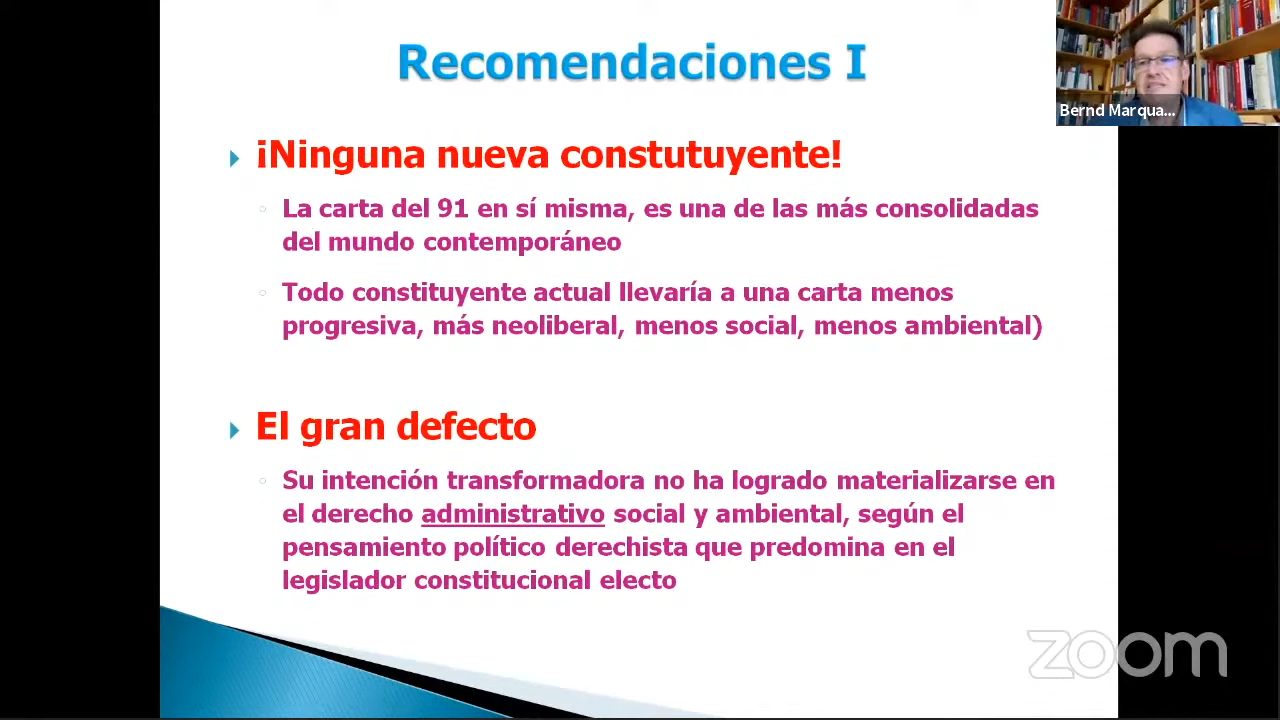 Recomendaciones I
Bernd Marqua...
¡Ninguna nueva constutuyente!
La carta del 91 en sí misma, es una de las más consolidadas
del mundo contemporáneo
Todo constituyente actual llevaría a una carta menos
progresiva, más neoliberal, menos social, menos ambiental)
El gran defecto
Su intención transformadora no ha logrado materializarse en
el derecho administrativo social y ambiental, según el
pensamiento político derechista que predomina en el
legislador constitucional electo
zoom